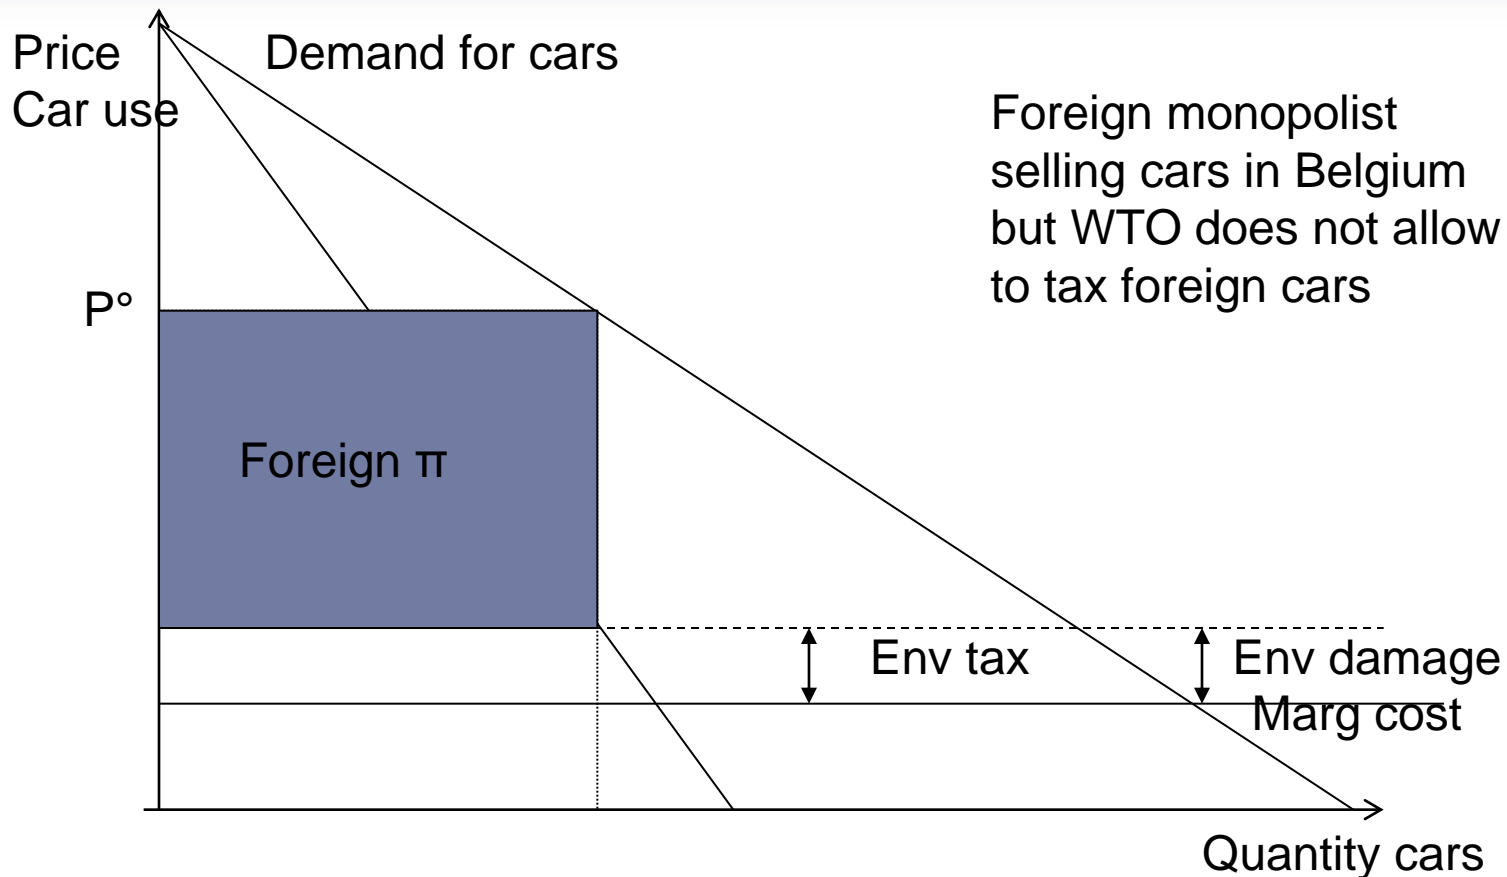 Price
Car use
Demand for cars
Foreign monopolist
selling cars in Belgium
but WTO does not allow
to tax foreign cars
P°
Foreign π
Env tax
Env damage
Marg cost
Quantity cars